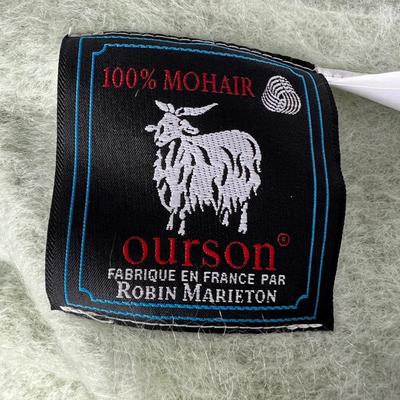 100% MOHAIR
ourson®
FABRIQUE EN FRANCE PAR
ROBIN MARIETON